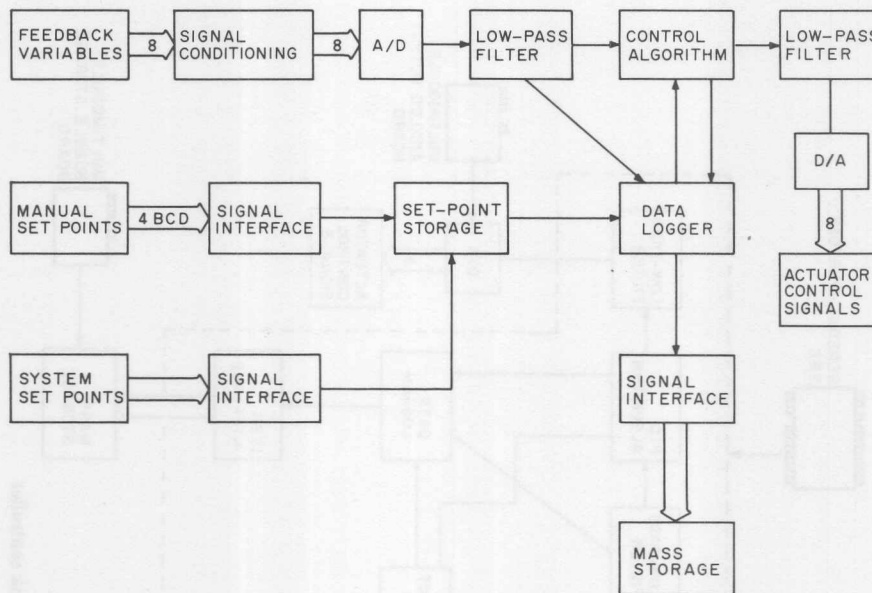 FEEDBACK
VARIABLES
8
SIGNAL
CONDITIONING
8
A/D
LOW-PASS
FILTER
CONTROL
ALGORITHM
LOW-PASS
FILTER
D/A
8
ACTUATOR
CONTROL
SIGNALS
MANUAL
SET POINTS
4 BCD
SIGNAL
INTERFACE
SET-POINT
STORAGE
DATA
LOGGER
SYSTEM
SET POINTS
SIGNAL
INTERFACE
SIGNAL
INTERFACE
MASS
STORAGE